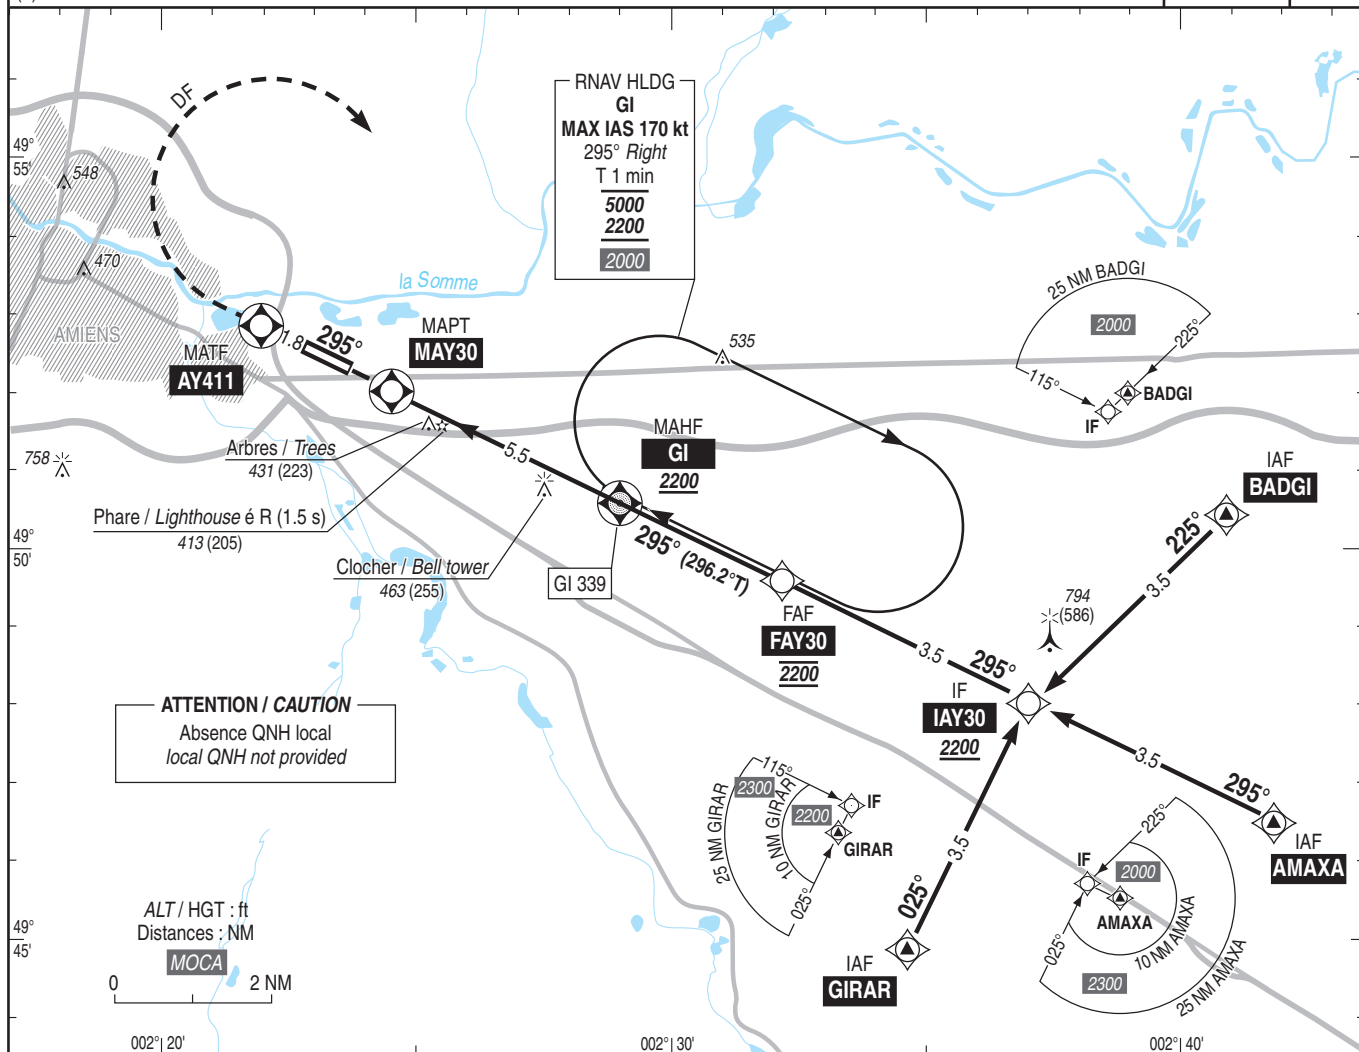 DF
RNAV HLDG
GI
MAX IAS 170 kt
295° Right
T 1 min
5000
2200
2000
49°
55'
548
470
la Somme
AMIENS
MATF
AY411
1.8
295°
MAPT
MAY30
535
25 NM BADGI
2000
225°
115°
BADGI
IF
Arbres / Trees
431 (223)
758
5.5
MAHF
GI
2200
IAF
BADGI
Phare / Lighthouse é R (1.5 s)
413 (205)
49°
50'
Clocher / Bell tower
463 (255)
GI 339
295° (296.2°T)
225°
3.5
794
(586)
FAF
FAY30
2200
3.5
295°
IF
IAY30
2200
ATTENTION / CAUTION
Absence QNH local
local QNH not provided
3.5
295°
IAF
AMAXA
115°
2300
2200
IF
GIRAR
25 NM GIRAR
10 NM GIRAR
025°
3.5
025°
IAF
GIRAR
225°
IF
2000
AMAXA
025°
10 NM AMAXA
2300
25 NM AMAXA
ALT / HGT : ft
Distances : NM
MOCA
0 2 NM
49°
45'
002° 20'
002° 30'
002° 40'